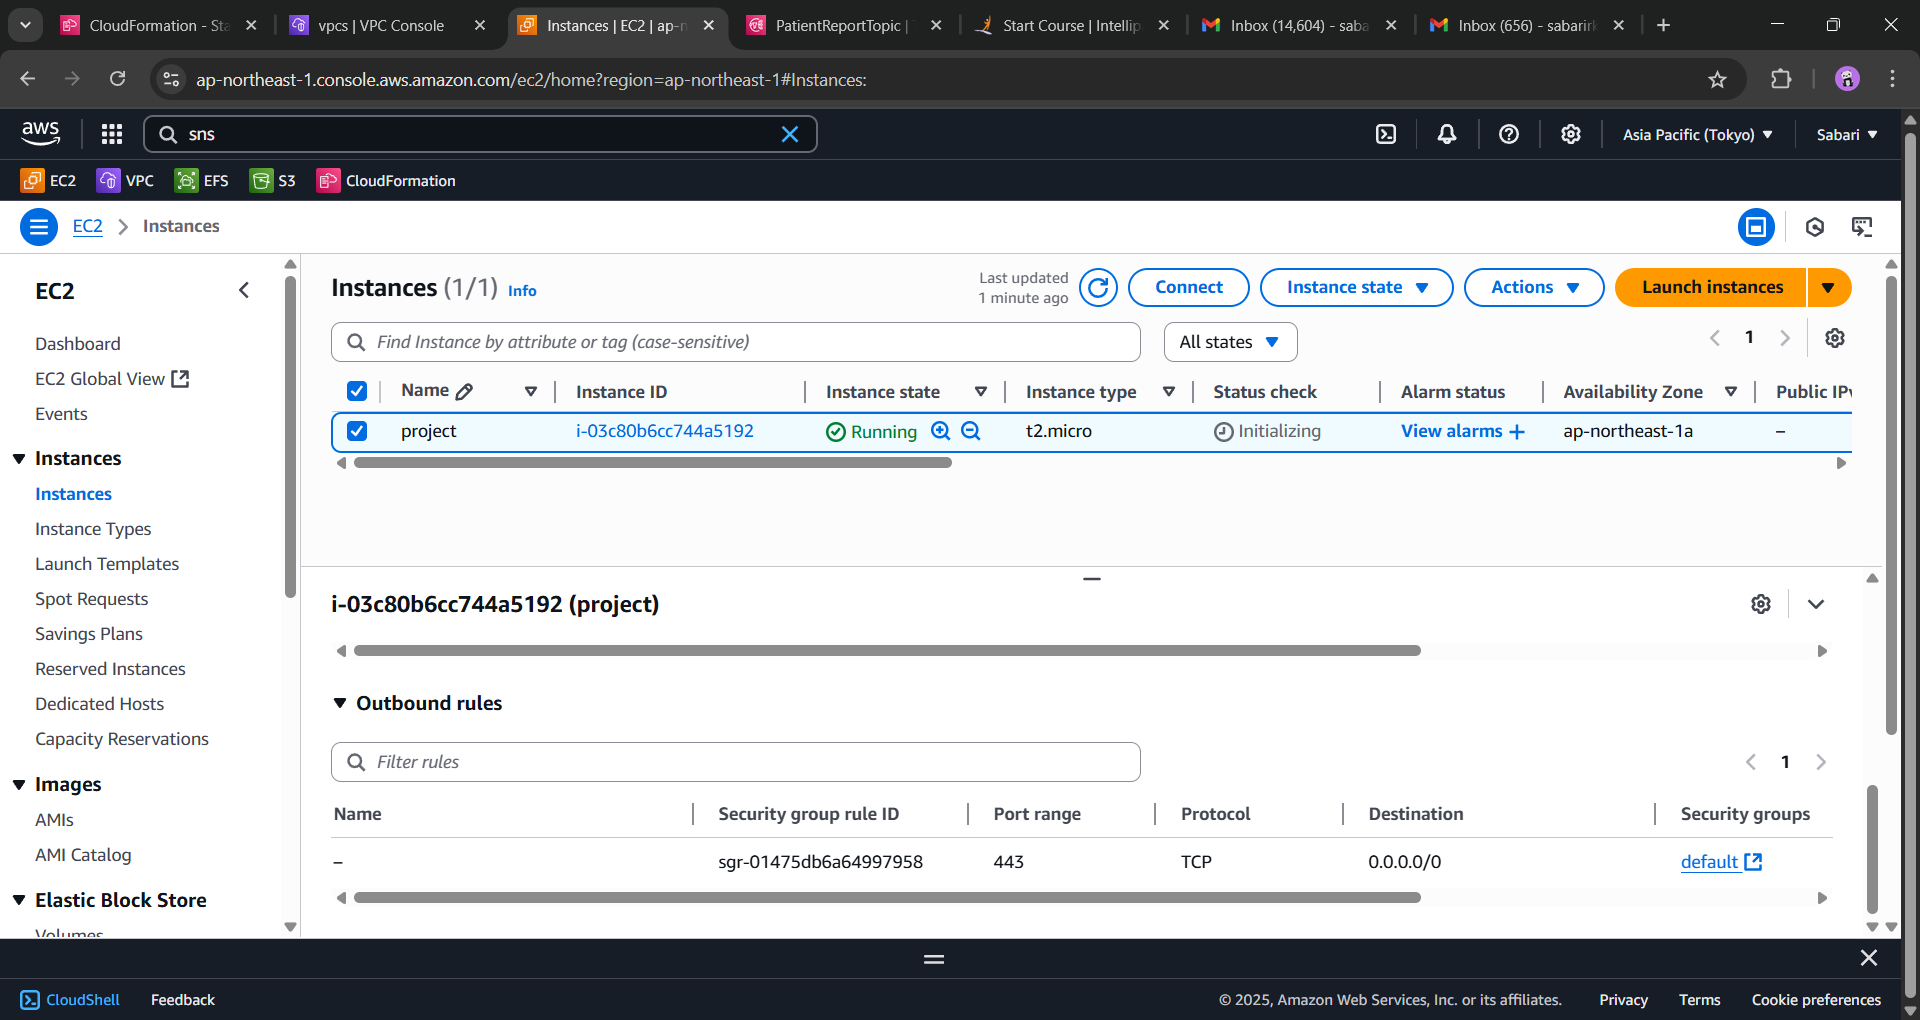 CloudFormation - Sta
vpcs | VPC Console
Instances | EC2 | ap-n
PatientReportTopic |
Start Course | Intellip
Inbox (14,604) - saba
Inbox (656) - sabarirk
ap-northeast-1.console.aws.amazon.com/ec2/home?region=ap-northeast-1#Instances:
aws
sns
Asia Pacific (Tokyo)
Sabari
EC2
VPC
EFS
S3
CloudFormation
EC2 > Instances
EC2
Dashboard
EC2 Global View
Events
Instances
Instances
Instance Types
Launch Templates
Spot Requests
Savings Plans
Reserved Instances
Dedicated Hosts
Capacity Reservations
Images
AMIs
AMI Catalog
Elastic Block Store
Volumes
Instances (1/1) Info
Last updated
1 minute ago
Connect
Instance state
Actions
Launch instances
Find Instance by attribute or tag (case-sensitive)
All states
1
Name Instance ID Instance state Instance type Status check Alarm status Availability Zone Public IPv
project i-03c80b6cc744a5192 Running t2.micro Initializing View alarms + ap-northeast-1a –
i-03c80b6cc744a5192 (project)
Outbound rules
Filter rules
1
Name Security group rule ID Port range Protocol Destination Security groups
– sgr-01475db6a64997958 443 TCP 0.0.0.0/0 default
CloudShell
Feedback
© 2025, Amazon Web Services, Inc. or its affiliates.
Privacy
Terms
Cookie preferences